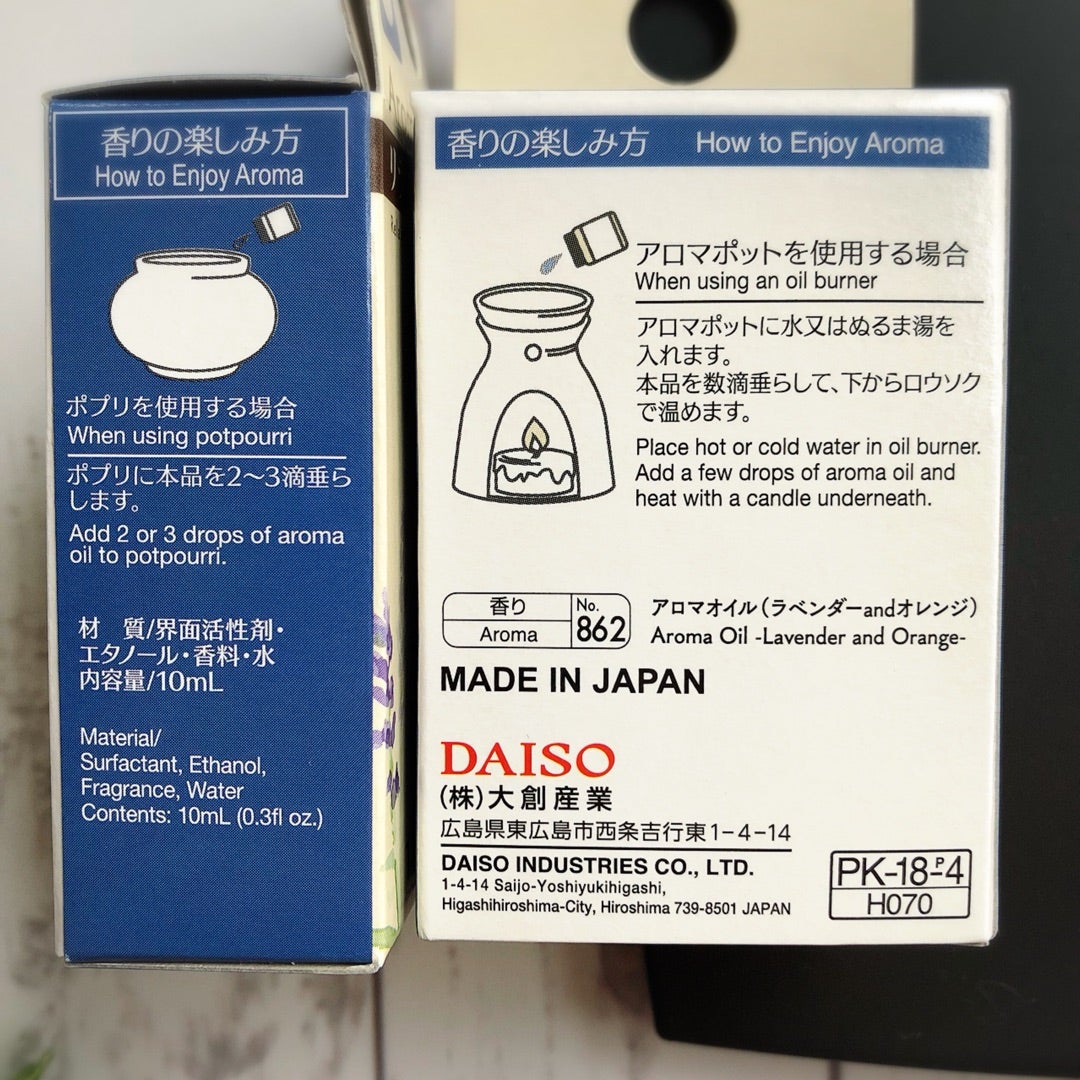 香りの楽しみ方
How to Enjoy Aroma
ポプリを使用する場合
When using potpourri
ポプリに本品を2〜3滴垂ら
します。
Add 2 or 3 drops of aroma
oil to potpourri.
材　質/界面活性剤・
エタノール・香料・水
内容量/10mL
Material/
Surfactant, Ethanol,
Fragrance, Water
Contents: 10mL (0.3fl oz.)
香りの楽しみ方 How to Enjoy Aroma
アロマポットを使用する場合
When using an oil burner
アロマポットに水又はぬるま湯を
入れます。
本品を数滴垂らして、下からロウソク
で温めます。
Place hot or cold water in oil burner.
Add a few drops of aroma oil and
heat with a candle underneath.
香り
Aroma
No.
862
アロマオイル（ラベンダーandオレンジ）
Aroma Oil -Lavender and Orange-
MADE IN JAPAN
DAISO
(株)大創産業
広島県東広島市西条吉行東1-4-14
DAISO INDUSTRIES CO., LTD.
1-4-14 Saijo-Yoshiyukihigashi,
Higashihiroshima-City, Hiroshima 739-8501 JAPAN
PK-18-P-4
H070